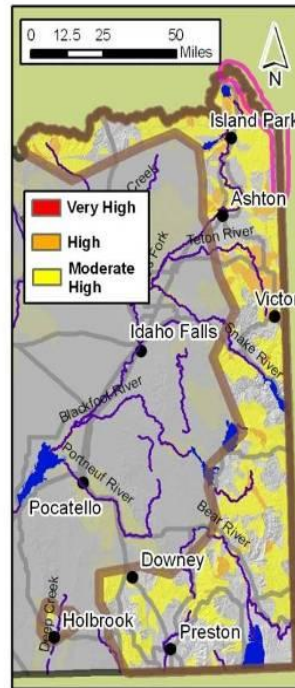 0 12.5 25 50
Miles
N
Island Park
Creek
Very High
High
Moderate
High
Ashton
Teton River
Fork
Victo
Idaho Falls
Snake River
Blackfoot River
Portneuf River
Pocatello
Bear River
Downey
Deep Creek
Holbrook
Preston